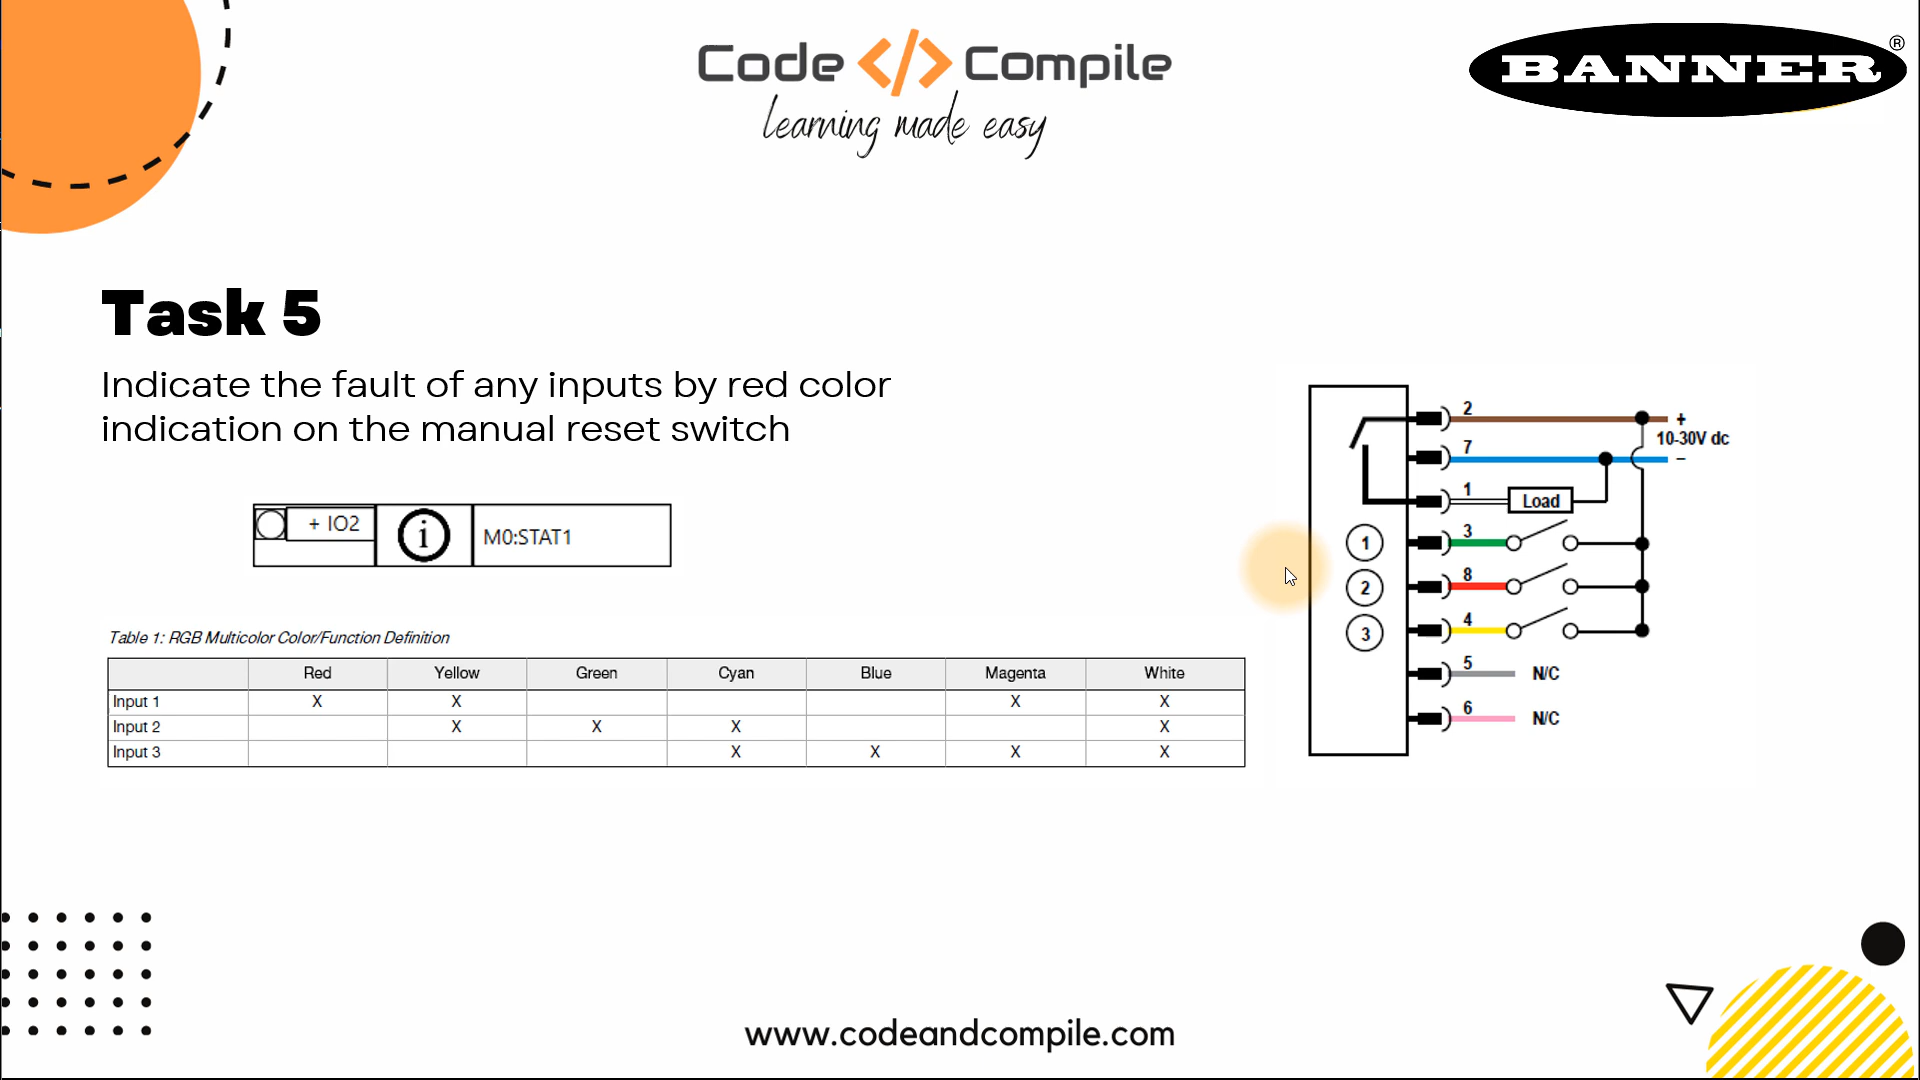 Code </> Compile
learning made easy
BANNER®
Task 5
Indicate the fault of any inputs by red color
indication on the manual reset switch
+ IO2 i M0:STAT1
Table 1: RGB Multicolor Color/Function Definition
Red Yellow Green Cyan Blue Magenta White
Input 1 X X X X
Input 2 X X X X
Input 3 X X X X
2 +
10-30V dc
7 –
1 Load
1 3
2 8
3 4
5 N/C
6 N/C
www.codeandcompile.com